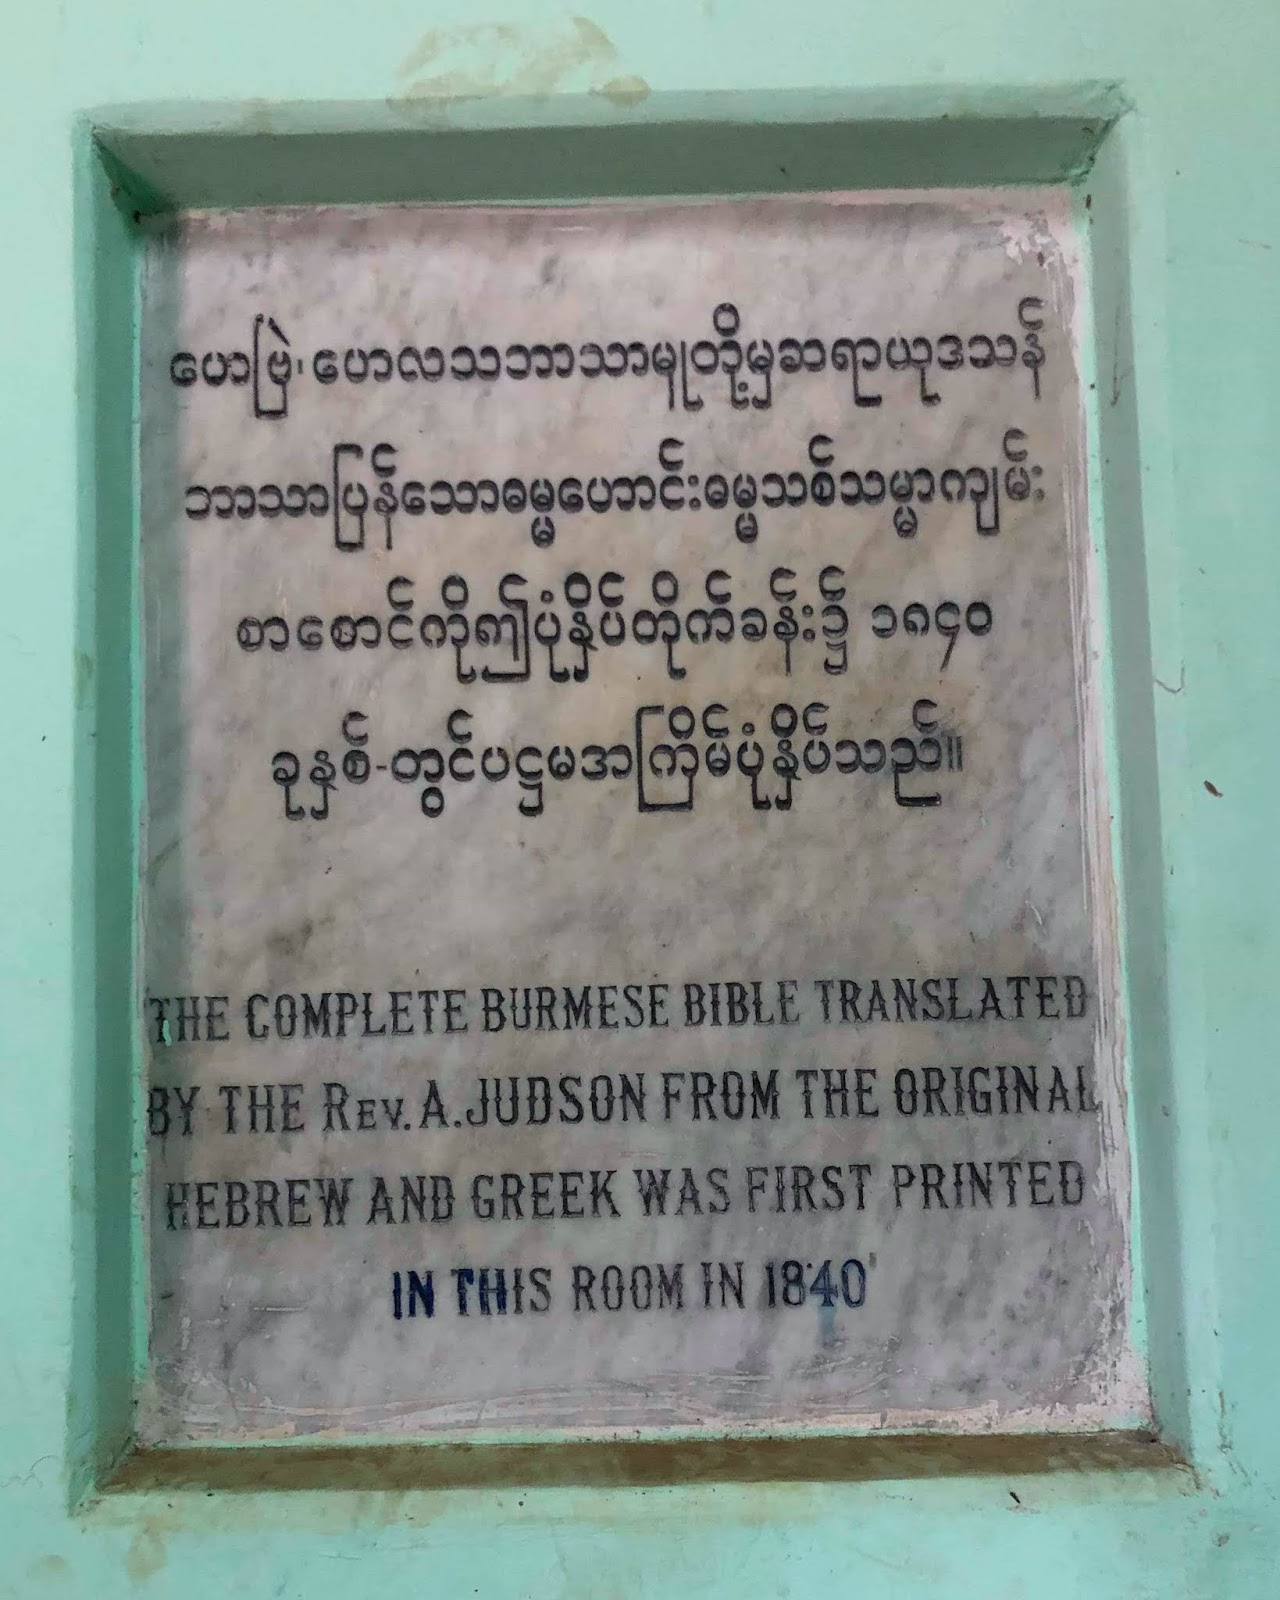 ဟေဗြဲ၊ဟေလသဘာသာမှုတို့မှဆရာယုဒသန်
ဘာသာပြန်သောဓမ္မဟောင်းဓမ္မသစ်သမ္မာကျမ်း
စာစောင်ကိုဤပုံနှိပ်တိုက်ခန်း၌ ၁၈၄၀
ခုနှစ်-တွင်ပဋ္ဌမအကြိမ်ပုံနှိပ်သည်။
THE COMPLETE BURMESE BIBLE TRANSLATED
BY THE REV. A. JUDSON FROM THE ORIGINAL
HEBREW AND GREEK WAS FIRST PRINTED
IN THIS ROOM IN 1840